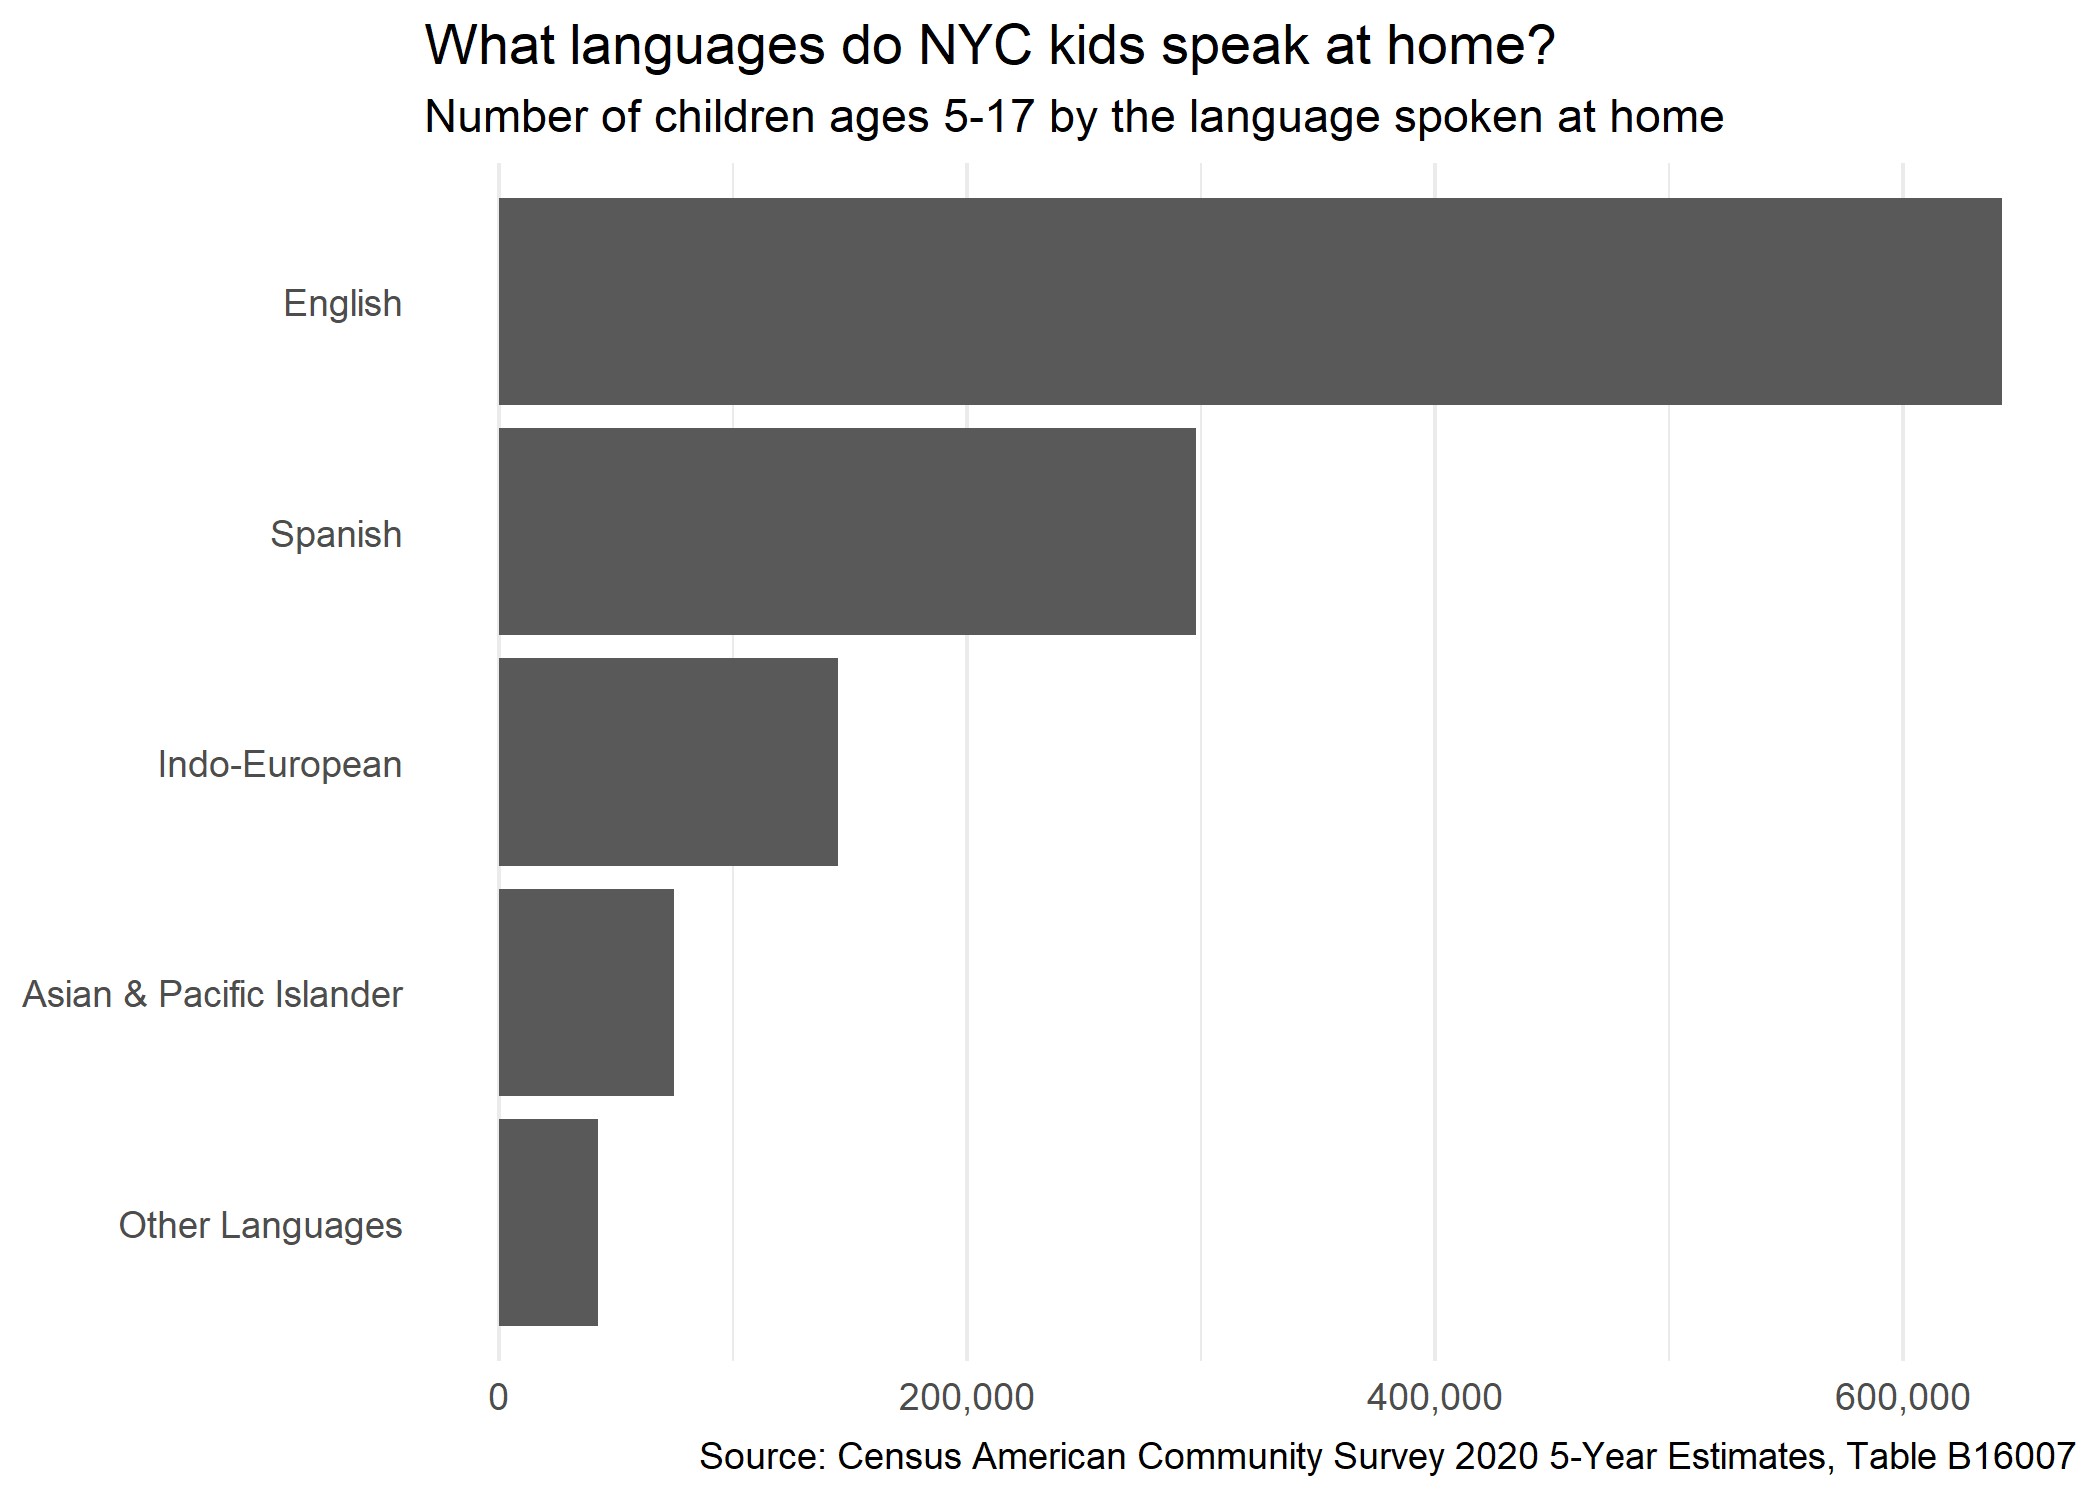 What languages do NYC kids speak at home?
Number of children ages 5-17 by the language spoken at home
English
Spanish
Indo-European
Asian & Pacific Islander
Other Languages
0 200,000 400,000 600,000
Source: Census American Community Survey 2020 5-Year Estimates, Table B16007